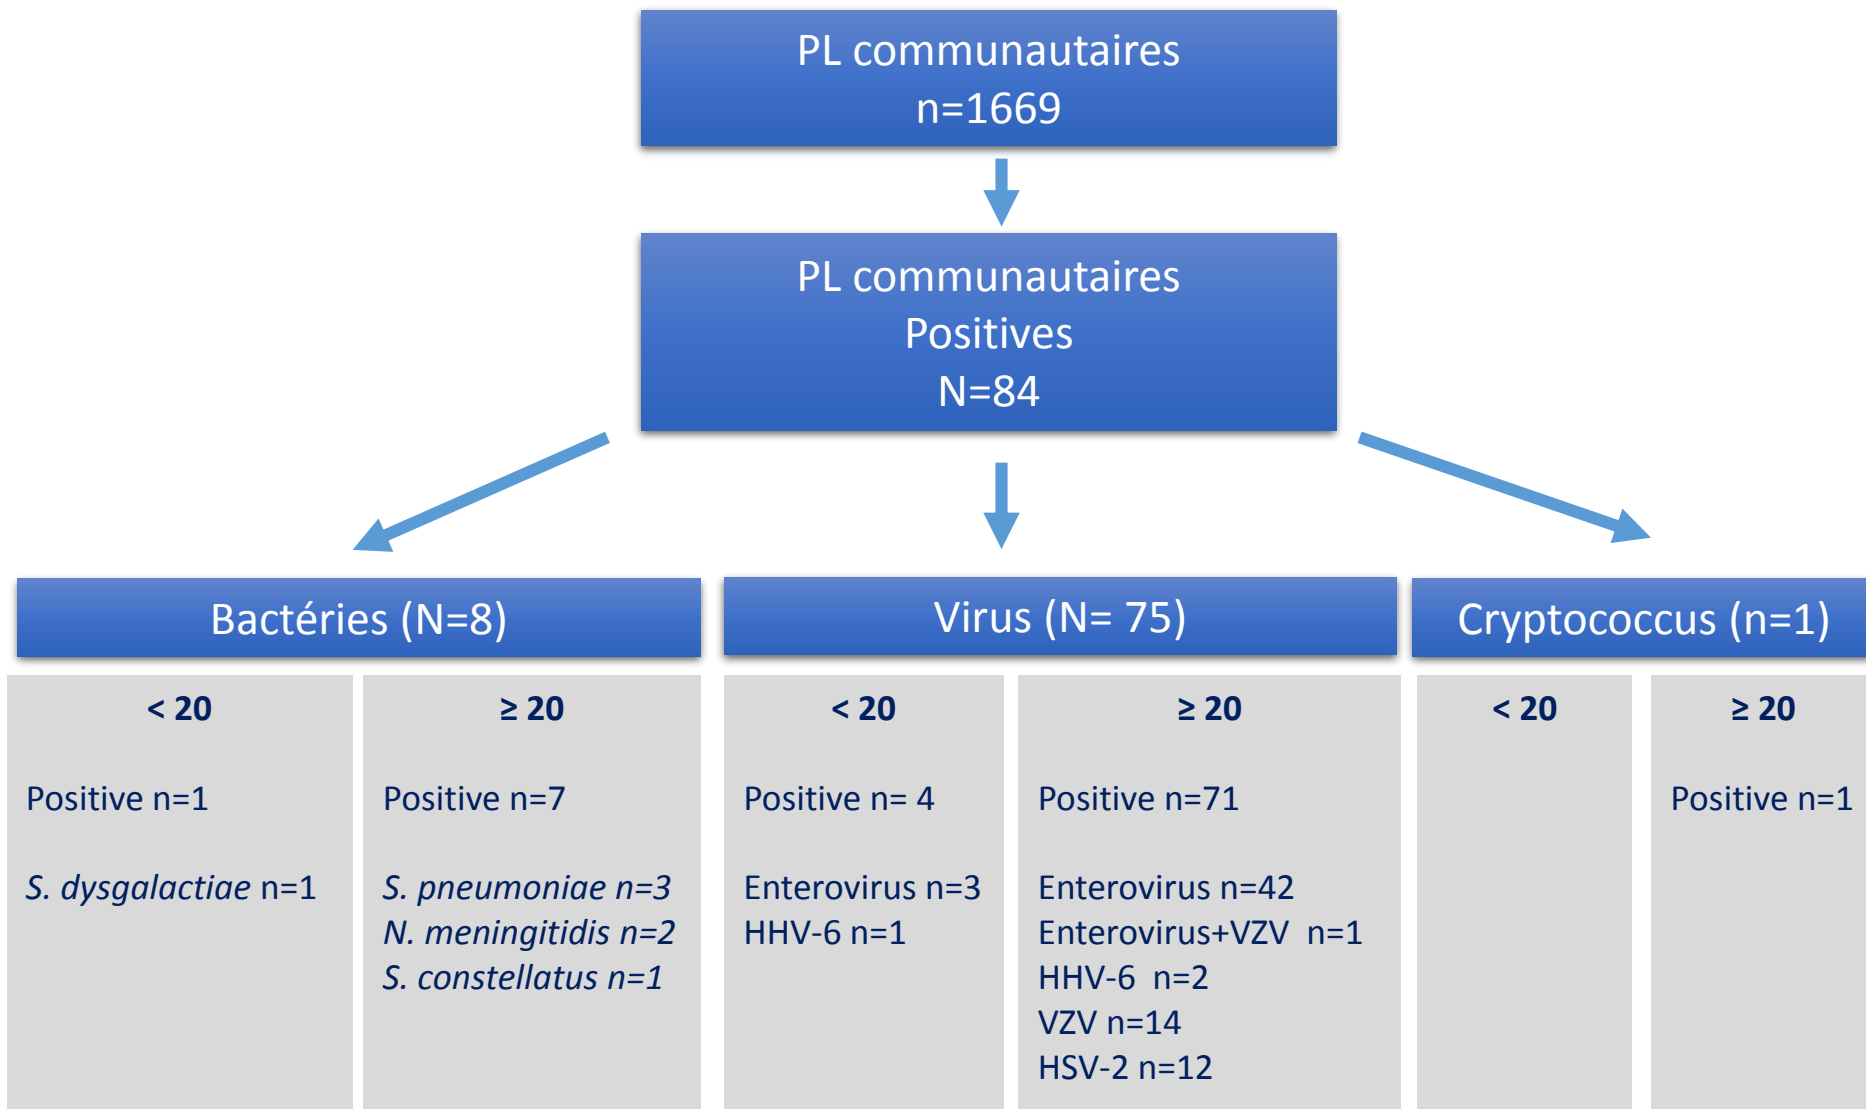 PL communautaires
n=1669
PL communautaires
Positives
N=84
Bactéries (N=8)
< 20
Positive n=1
S. dysgalactiae n=1
≥ 20
Positive n=7
S. pneumoniae n=3
N. meningitidis n=2
S. constellatus n=1
Virus (N= 75)
< 20
Positive n= 4
Enterovirus n=3
HHV-6 n=1
≥ 20
Positive n=71
Enterovirus n=42
Enterovirus+VZV n=1
HHV-6 n=2
VZV n=14
HSV-2 n=12
Cryptococcus (n=1)
< 20
≥ 20
Positive n=1